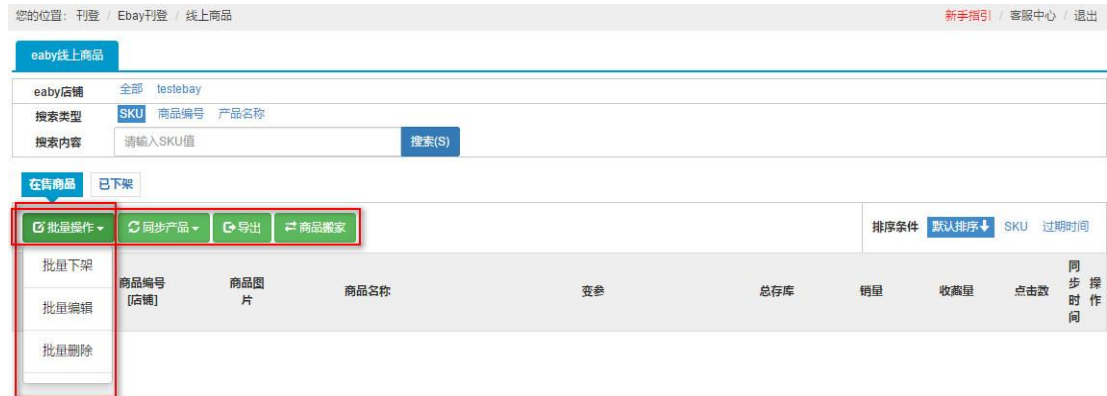 您的位置: 刊登 / Ebay刊登 / 线上商品 新手指引 / 客服中心 / 退出
eaby线上商品
eaby店铺 全部 testebay
搜索类型 SKU 商品编号 产品名称
搜索内容 请输入SKU值 搜索(S)
在售商品 已下架
批量操作 同步产品 导出 商品搬家 排序条件 默认排序 SKU 过期时间
批量下架
批量编辑
批量删除
商品编号
[店铺]
商品图
片
商品名称 变参 总存库 销量 收藏量 点击数
同
步
时
间
操
作